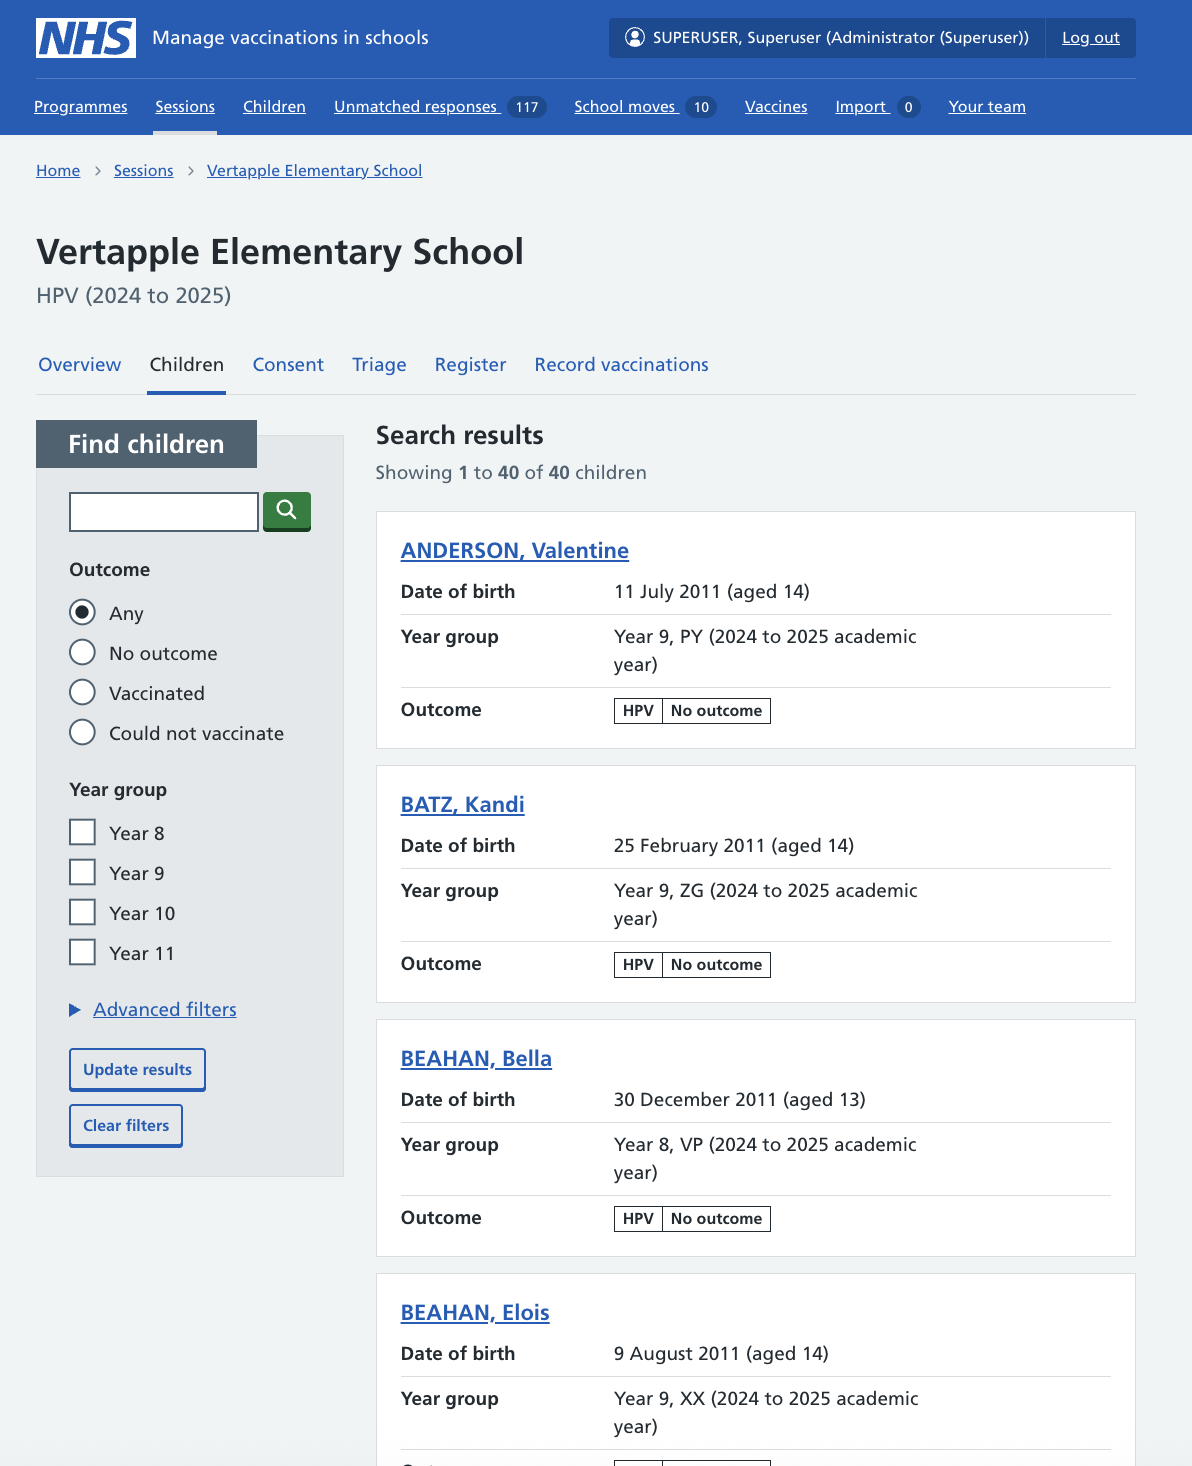 NHS Manage vaccinations in schools
SUPERUSER, Superuser (Administrator (Superuser)) Log out
Programmes Sessions Children Unmatched responses 117 School moves 10 Vaccines Import 0 Your team
Home Sessions Vertapple Elementary School
Vertapple Elementary School
HPV (2024 to 2025)
Overview Children Consent Triage Register Record vaccinations
Find children
Outcome
Any
No outcome
Vaccinated
Could not vaccinate
Year group
Year 8
Year 9
Year 10
Year 11
Advanced filters
Update results
Clear filters
Search results
Showing 1 to 40 of 40 children
ANDERSON, Valentine
Date of birth 11 July 2011 (aged 14)
Year group Year 9, PY (2024 to 2025 academic
year)
Outcome HPV No outcome
BATZ, Kandi
Date of birth 25 February 2011 (aged 14)
Year group Year 9, ZG (2024 to 2025 academic
year)
Outcome HPV No outcome
BEAHAN, Bella
Date of birth 30 December 2011 (aged 13)
Year group Year 8, VP (2024 to 2025 academic
year)
Outcome HPV No outcome
BEAHAN, Elois
Date of birth 9 August 2011 (aged 14)
Year group Year 9, XX (2024 to 2025 academic
year)